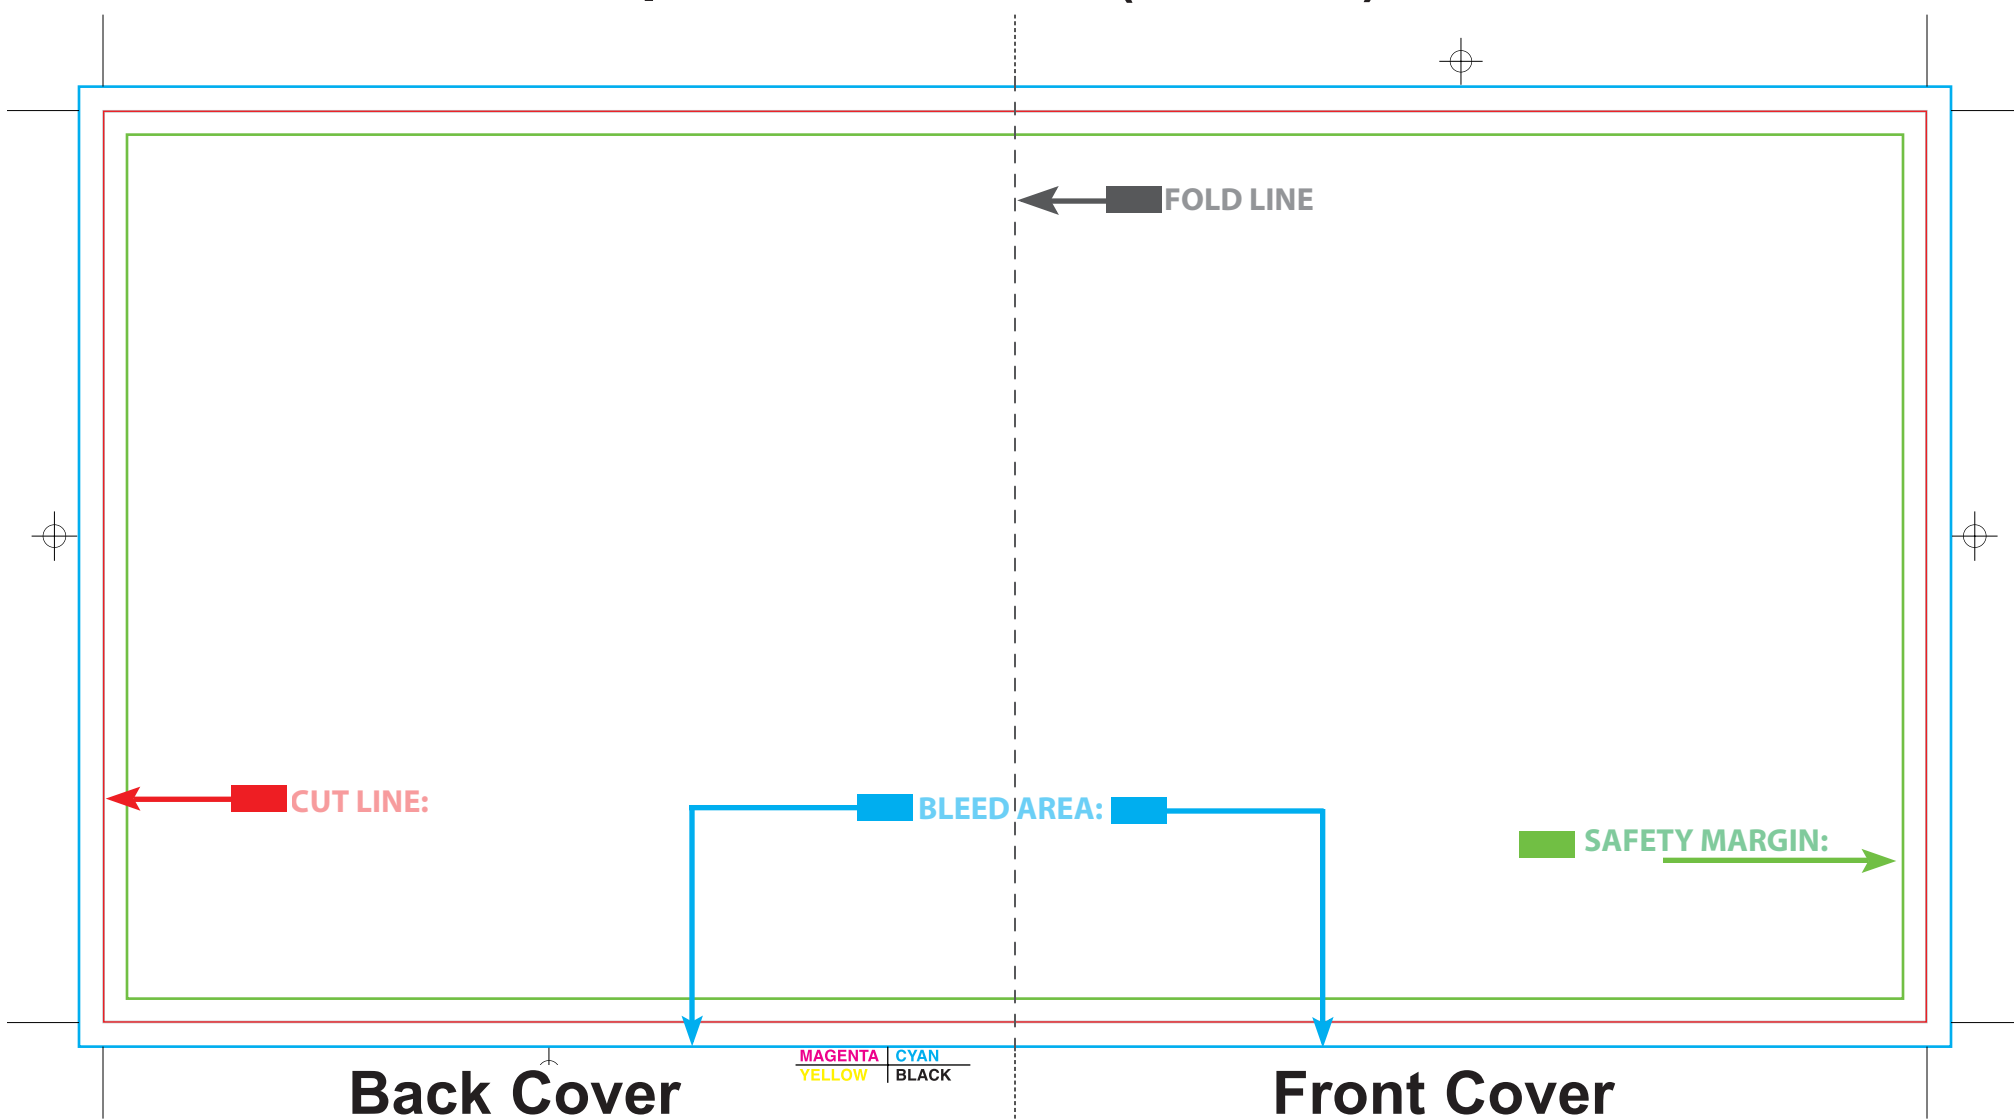 FOLD LINE
CUT LINE:
BLEED AREA:
SAFETY MARGIN:
MAGENTA CYAN
YELLOW BLACK
Back Cover
Front Cover